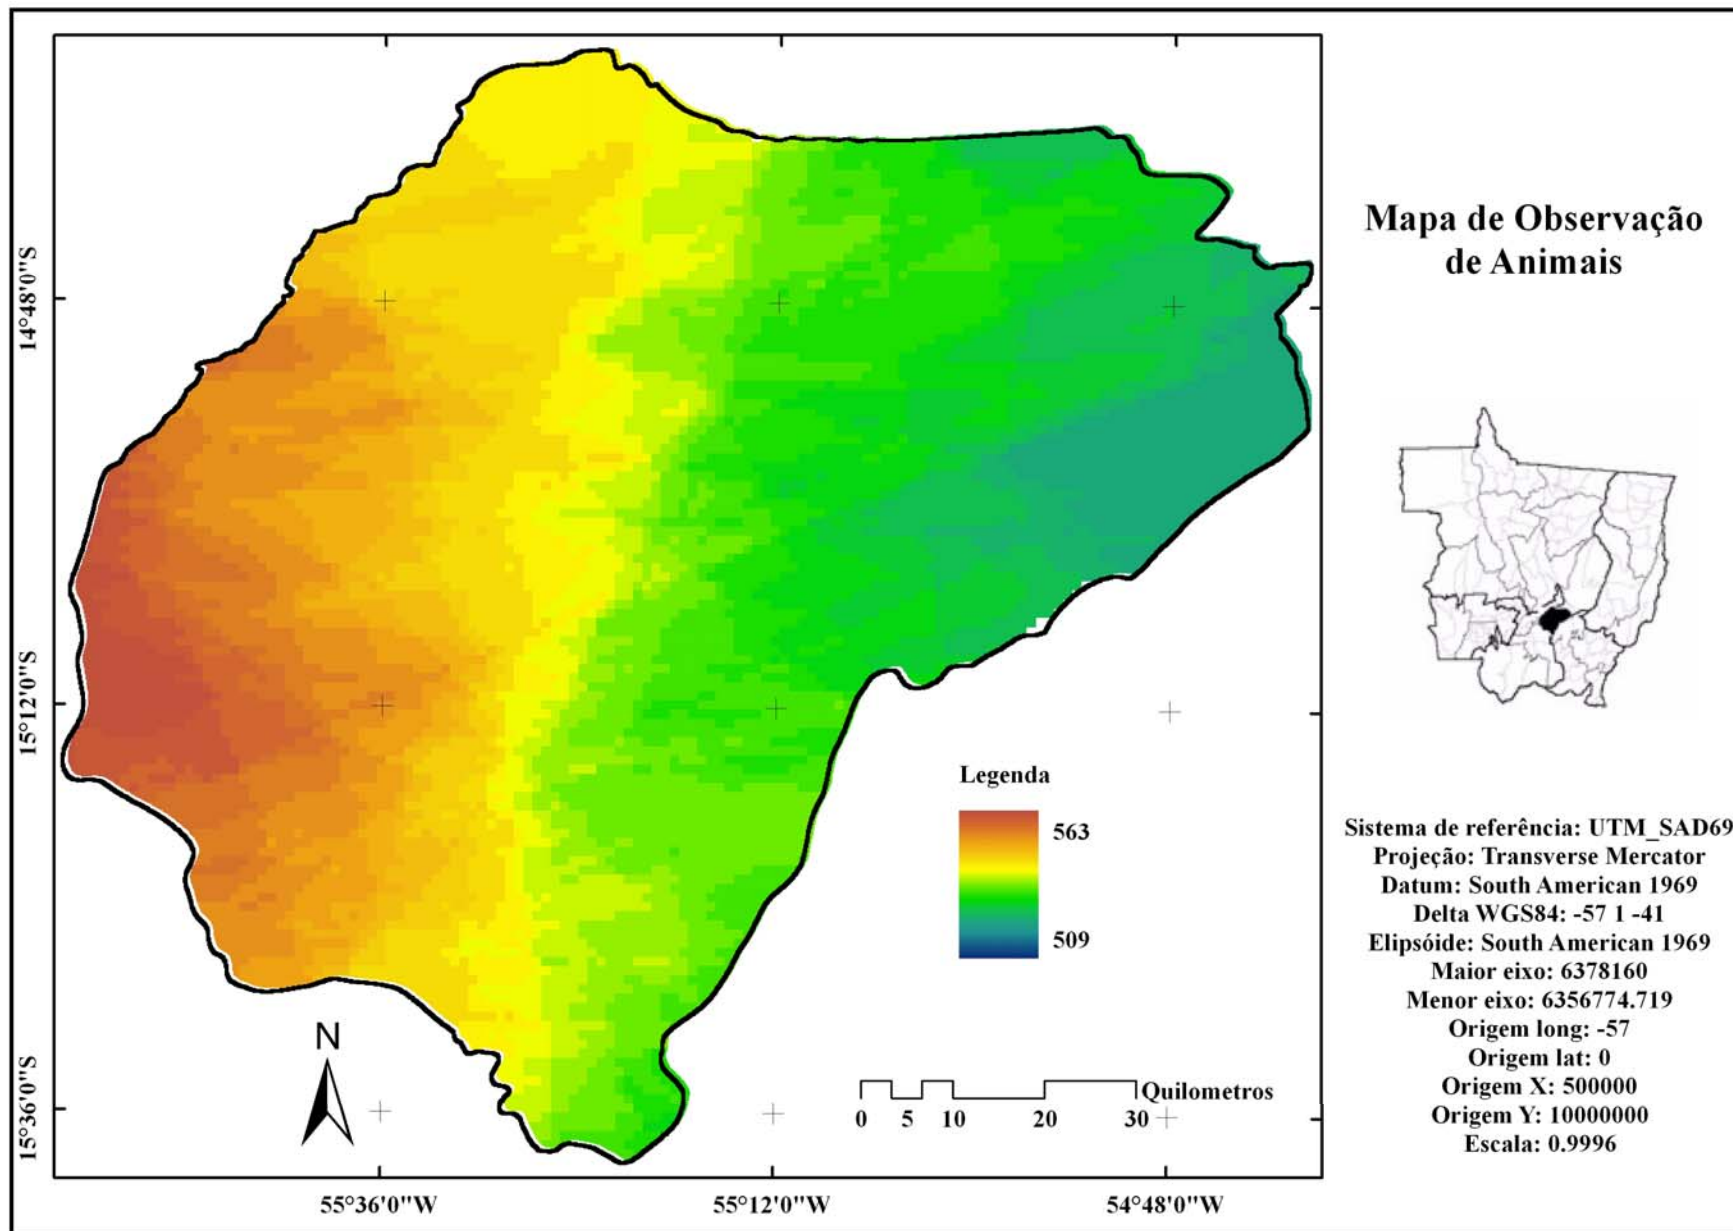 Mapa de Observação
de Animais
14°48'0"S
15°12'0"S
15°36'0"S
55°36'0"W
55°12'0"W
54°48'0"W
N
Legenda
563
509
Quilometros
0 5 10 20 30
Sistema de referência: UTM_SAD69
Projeção: Transverse Mercator
Datum: South American 1969
Delta WGS84: -57 1 -41
Elipsóide: South American 1969
Maior eixo: 6378160
Menor eixo: 6356774.719
Origem long: -57
Origem lat: 0
Origem X: 500000
Origem Y: 10000000
Escala: 0.9996